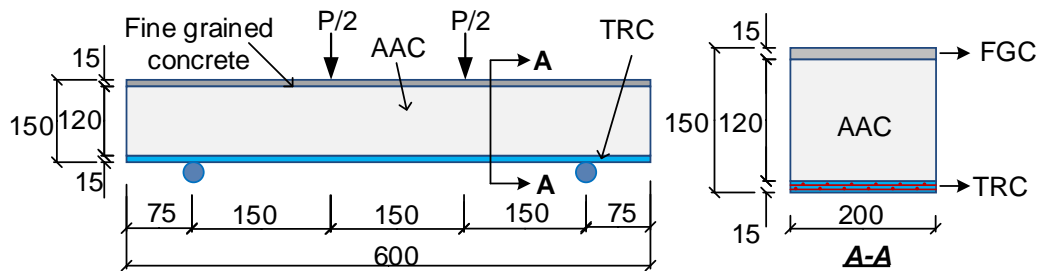 Fine grained
concrete
P/2
P/2
AAC
TRC
A
A
15
150
120
15
75
150
150
150
75
600
15
150
120
15
FGC
AAC
TRC
200
A-A